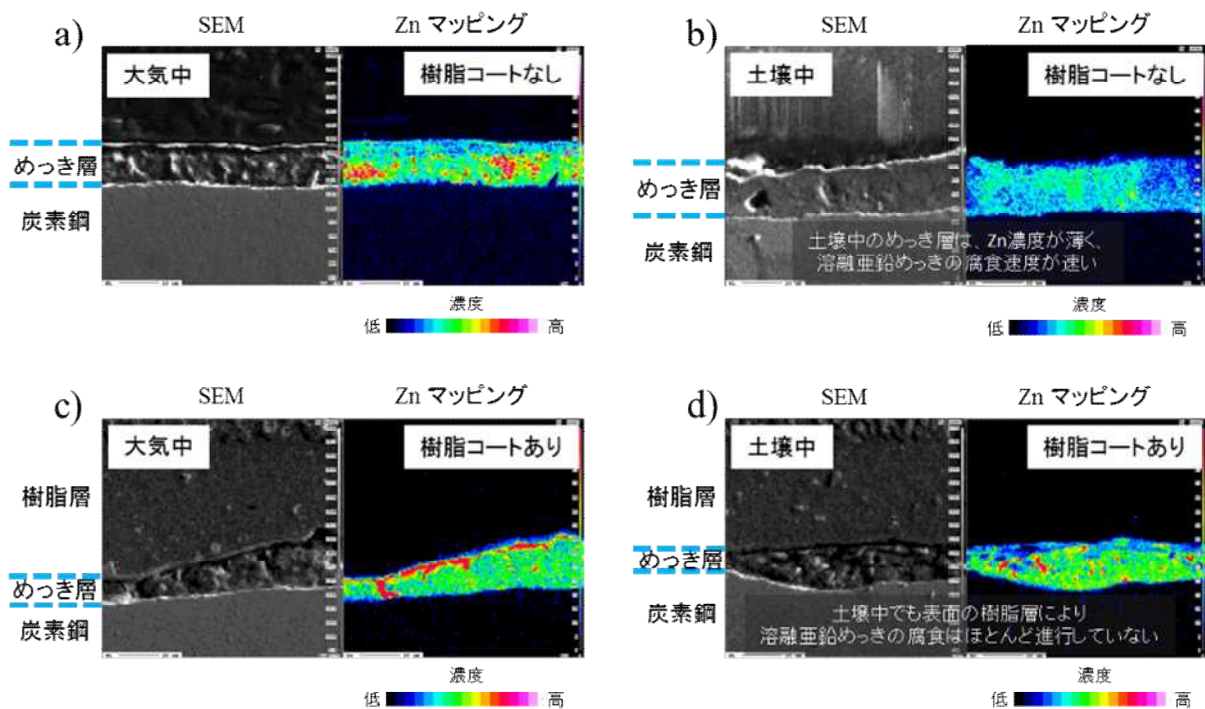 a)
SEM
Zn マッピング
大気中
樹脂コートなし
めっき層
炭素鋼
濃度
低
高
b)
SEM
Zn マッピング
土壌中
樹脂コートなし
めっき層
炭素鋼
土壌中のめっき層は、Zn濃度が薄く、
溶融亜鉛めっきの腐食速度が速い
濃度
低
高
c)
SEM
Zn マッピング
大気中
樹脂コートあり
樹脂層
めっき層
炭素鋼
濃度
低
高
d)
SEM
Zn マッピング
土壌中
樹脂コートあり
樹脂層
めっき層
炭素鋼
土壌中でも表面の樹脂層により
溶融亜鉛めっきの腐食はほとんど進行していない
濃度
低
高